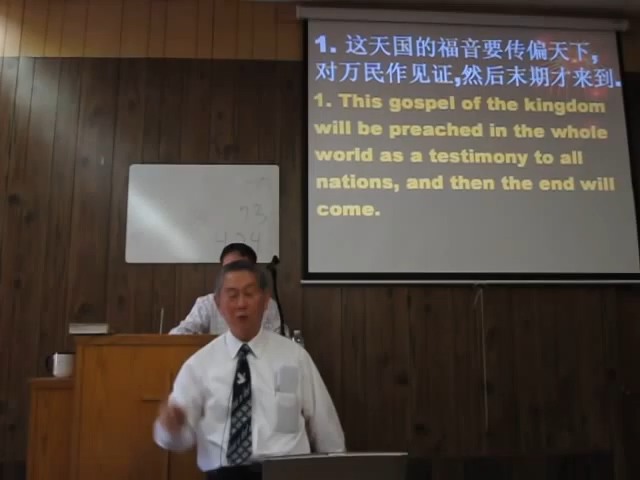 1. 这天国的福音要传偏天下,
对万民作见证,然后末期才来到.
1. This gospel of the kingdom
will be preached in the whole
world as a testimony to all
nations, and then the end will
come.
73